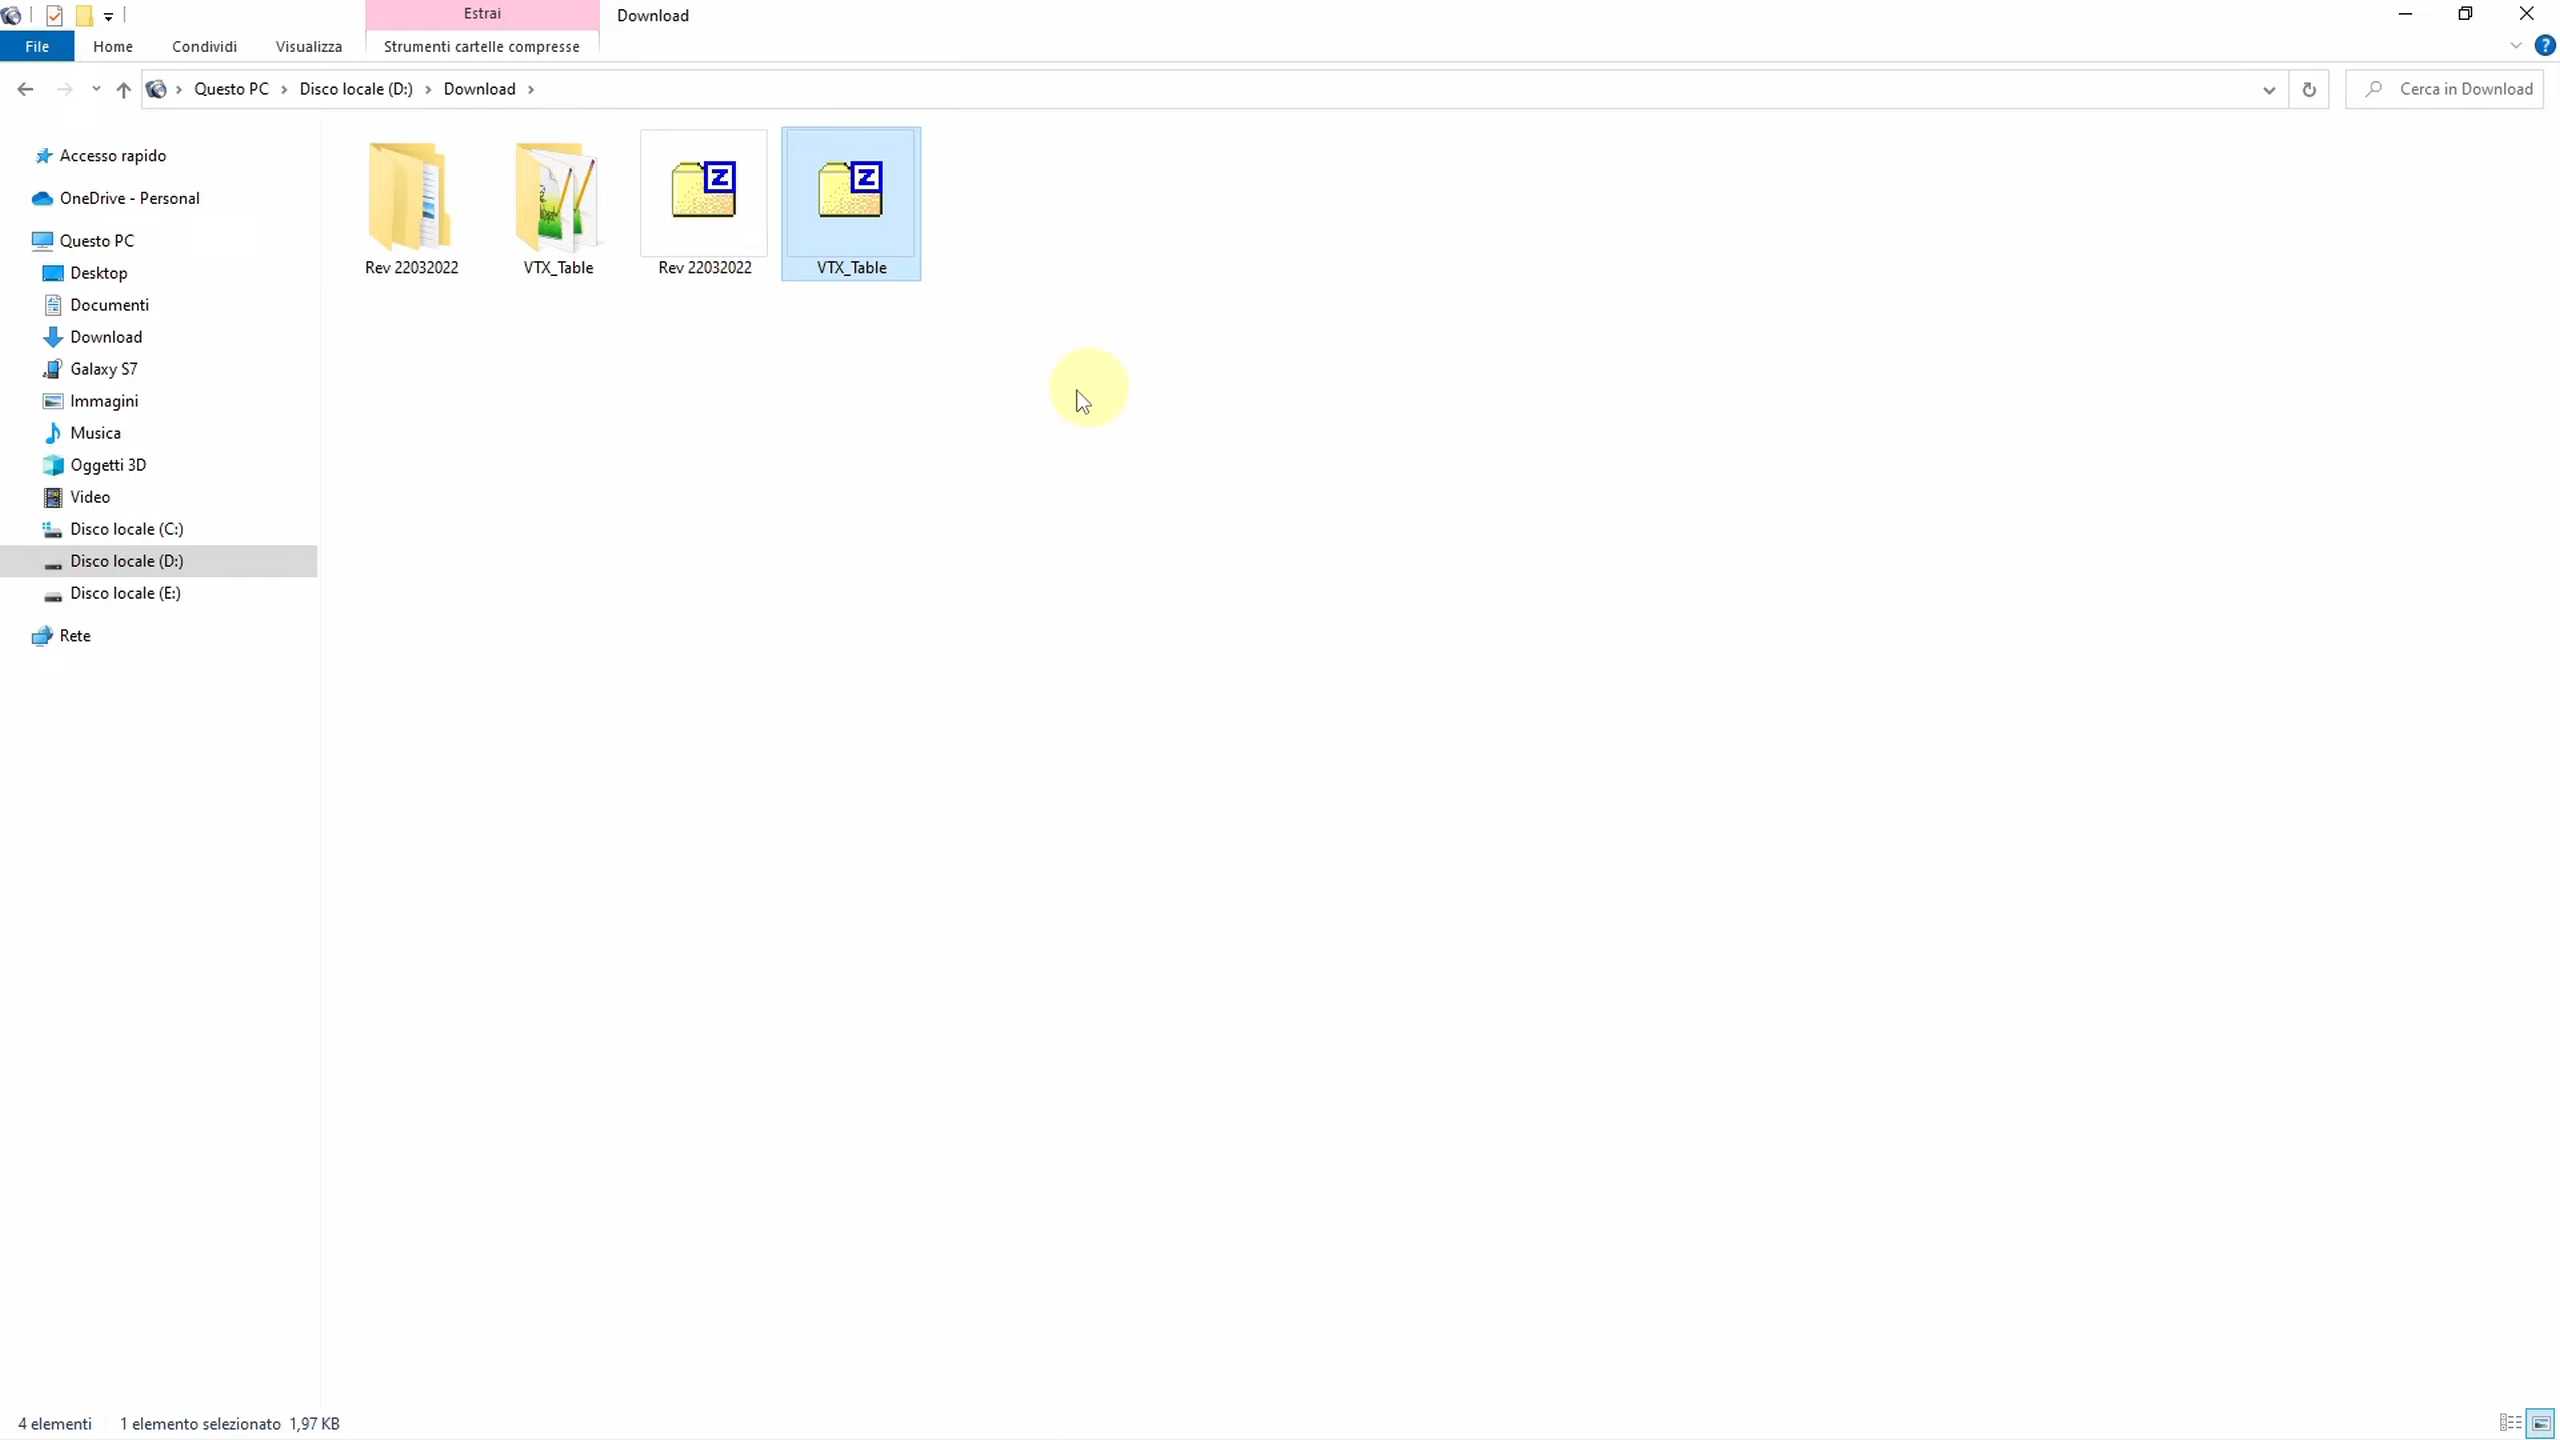 Estrai
Download
File
Home
Condividi
Visualizza
Strumenti cartelle compresse
Questo PC
Disco locale (D:)
Download
Cerca in Download
Accesso rapido
OneDrive - Personal
Questo PC
Desktop
Documenti
Download
Galaxy S7
Immagini
Musica
Oggetti 3D
Video
Disco locale (C:)
Disco locale (D:)
Disco locale (E:)
Rete
Rev 22032022
VTX_Table
Rev 22032022
VTX_Table
4 elementi
1 elemento selezionato 1,97 KB